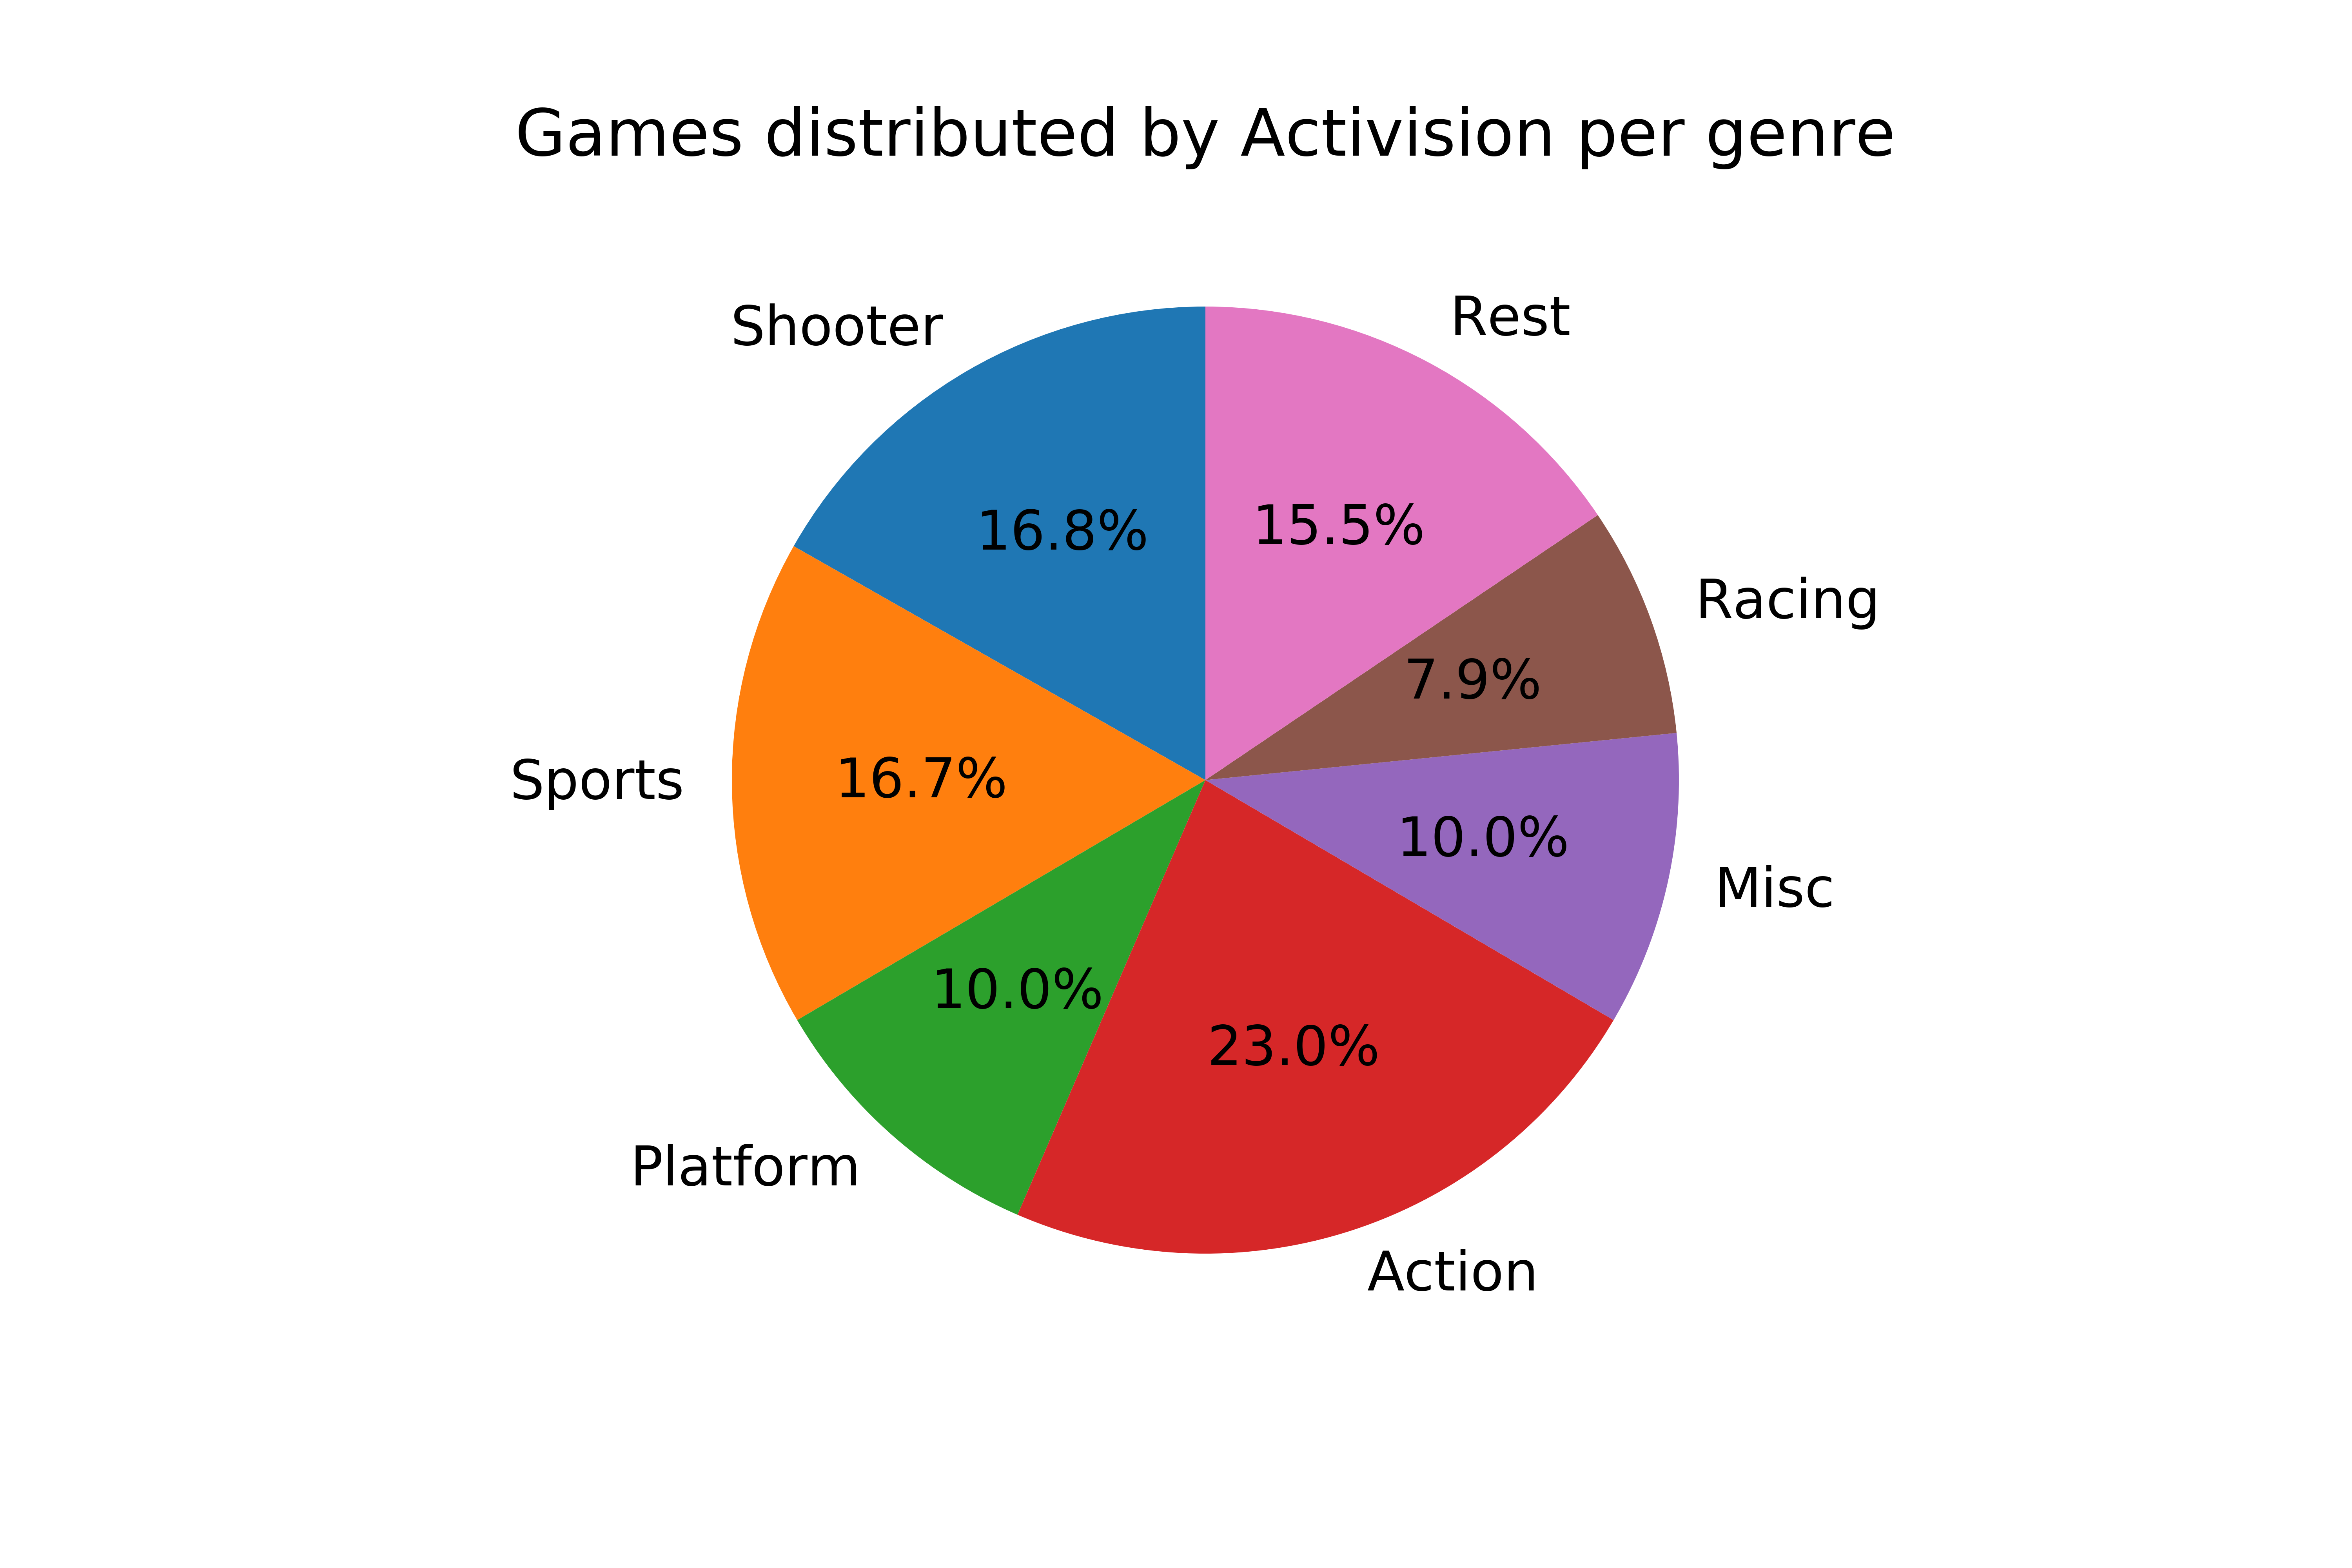 Games distributed by Activision per genre
Shooter
Rest
16.8%
15.5%
Racing
7.9%
Sports
16.7%
10.0%
Misc
10.0%
23.0%
Platform
Action